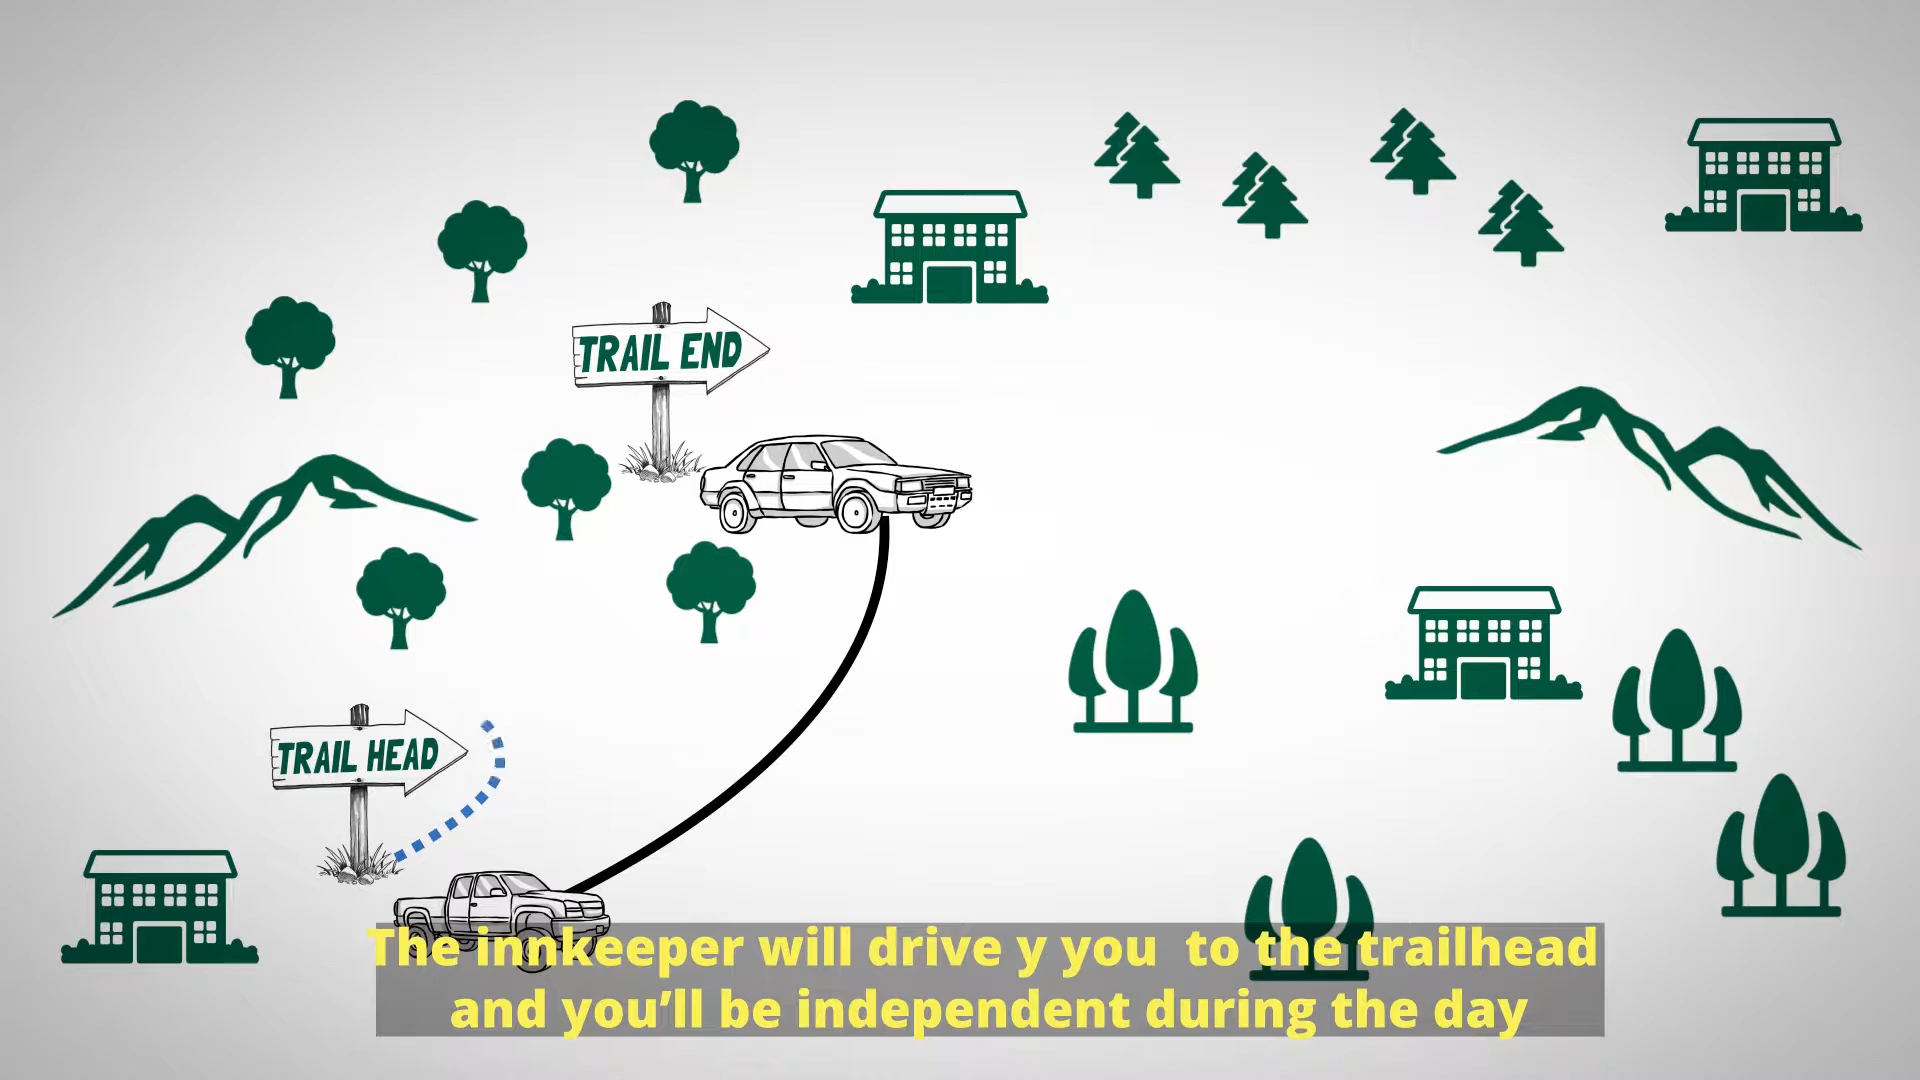 TRAIL END
TRAIL HEAD
The innkeeper will drive y you  to the trailhead
and you’ll be independent during the day